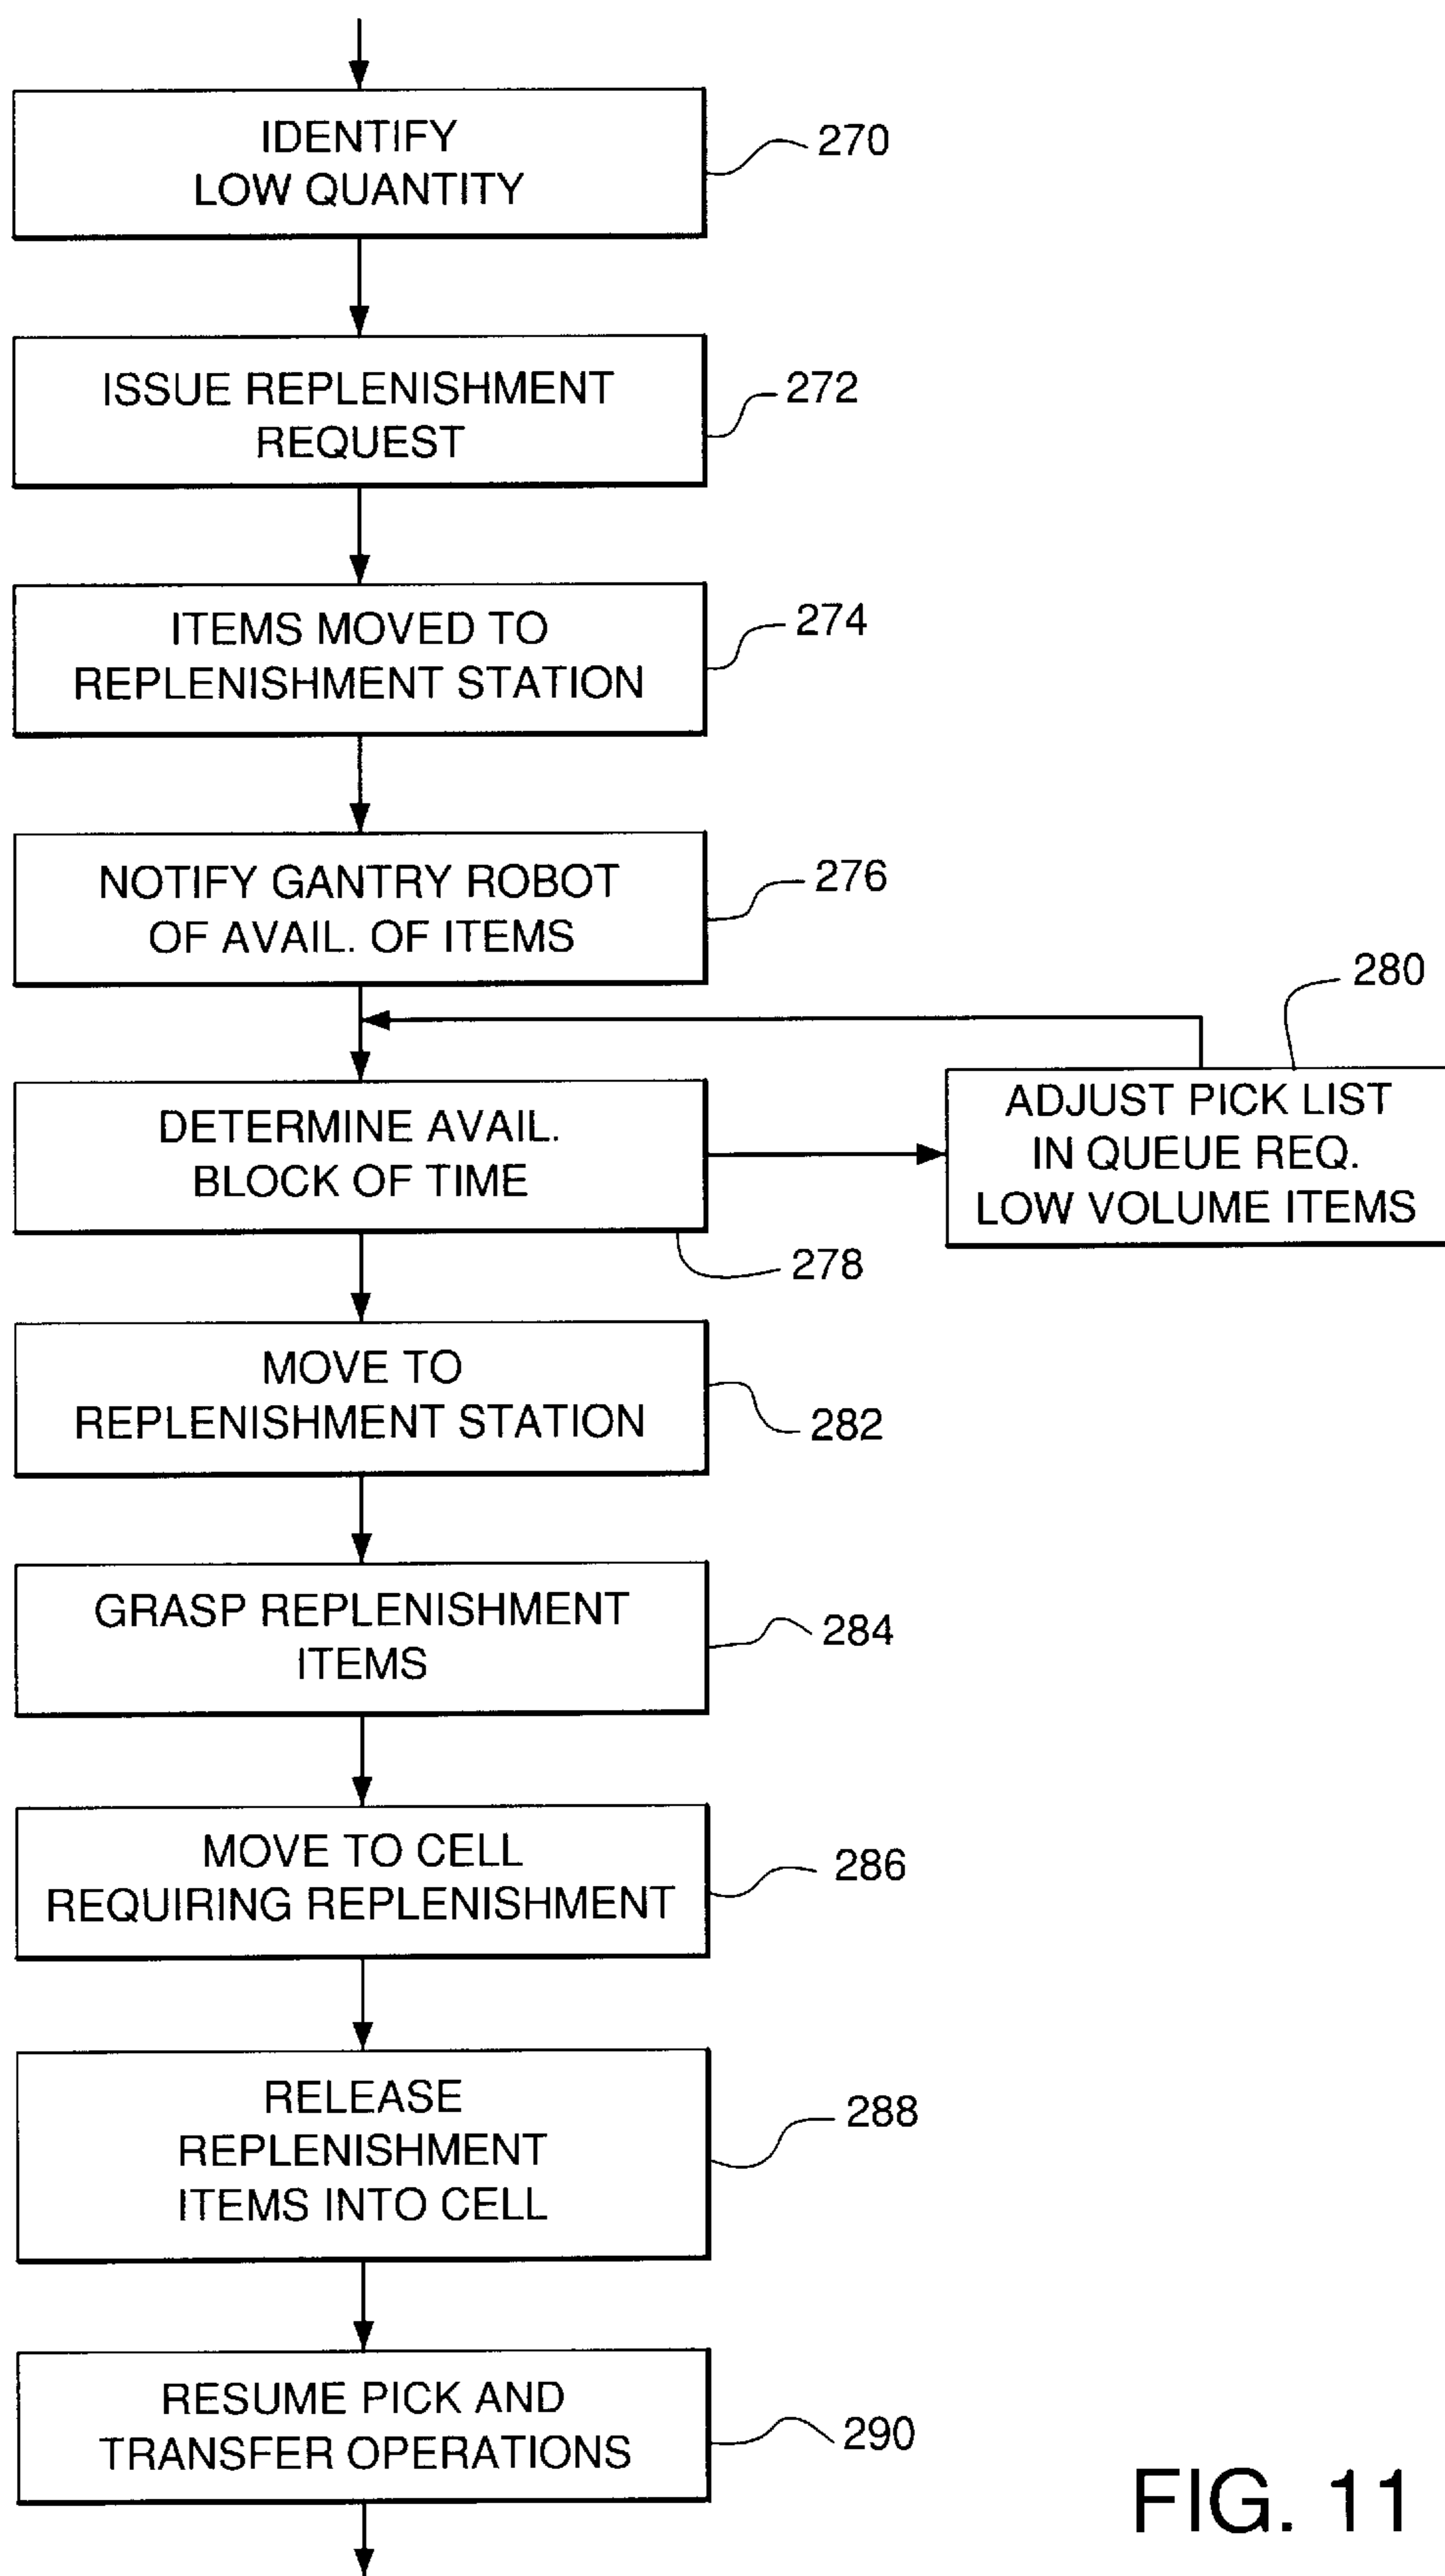 IDENTIFY
LOW QUANTITY
270
ISSUE REPLENISHMENT
REQUEST
272
ITEMS MOVED TO
REPLENISHMENT STATION
274
NOTIFY GANTRY ROBOT
OF AVAIL. OF ITEMS
276
280
DETERMINE AVAIL.
BLOCK OF TIME
278
ADJUST PICK LIST
IN QUEUE REQ.
LOW VOLUME ITEMS
MOVE TO
REPLENISHMENT STATION
282
GRASP REPLENISHMENT
ITEMS
284
MOVE TO CELL
REQUIRING REPLENISHMENT
286
RELEASE
REPLENISHMENT
ITEMS INTO CELL
288
RESUME PICK AND
TRANSFER OPERATIONS
290
FIG. 11